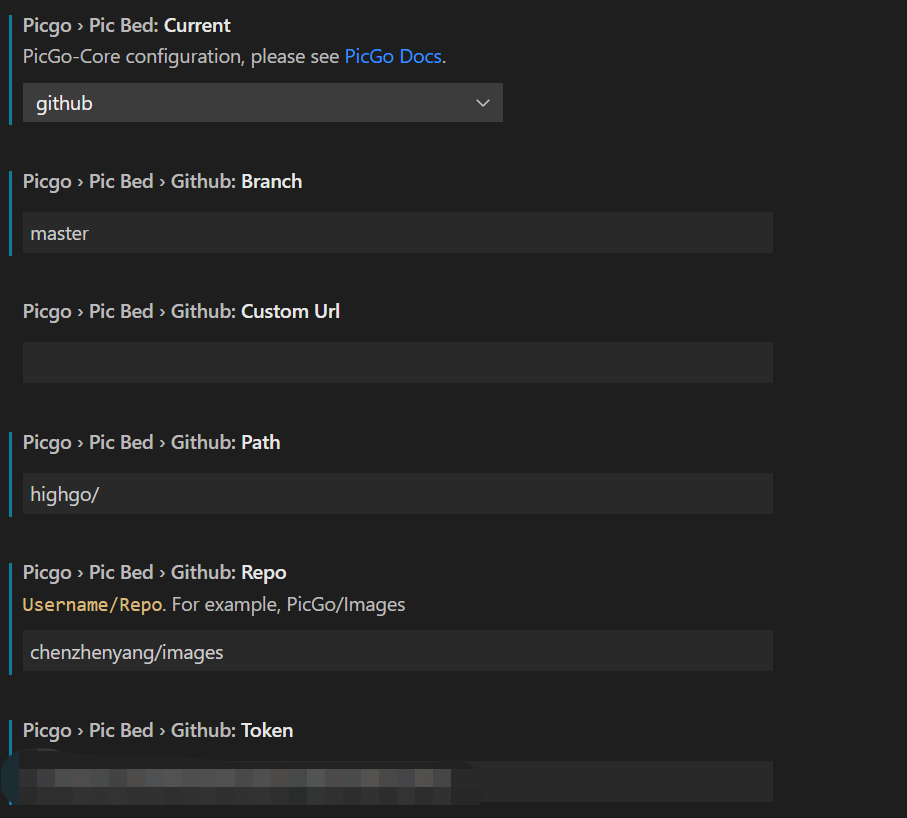 Picgo › Pic Bed: Current
PicGo-Core configuration, please see PicGo Docs.
github
Picgo › Pic Bed › Github: Branch
master
Picgo › Pic Bed › Github: Custom Url
Picgo › Pic Bed › Github: Path
highgo/
Picgo › Pic Bed › Github: Repo
Username/Repo. For example, PicGo/Images
chenzhenyang/images
Picgo › Pic Bed › Github: Token